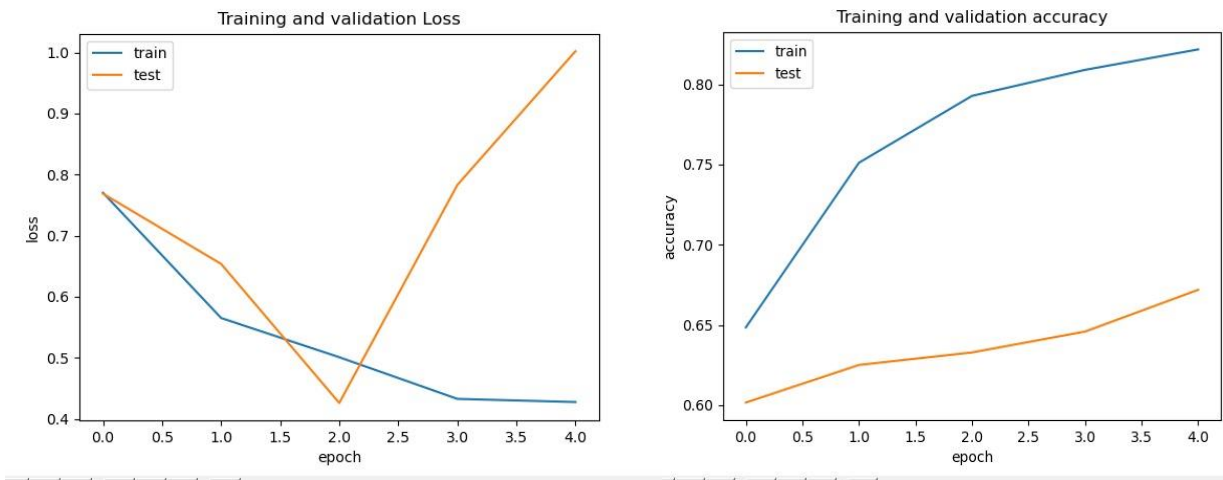 Training and validation Loss
train
test
1.0
0.9
0.8
0.7
0.6
0.5
0.4
loss
0.0 0.5 1.0 1.5 2.0 2.5 3.0 3.5 4.0
epoch
Training and validation accuracy
train
test
0.80
0.75
0.70
0.65
0.60
accuracy
0.0 0.5 1.0 1.5 2.0 2.5 3.0 3.5 4.0
epoch